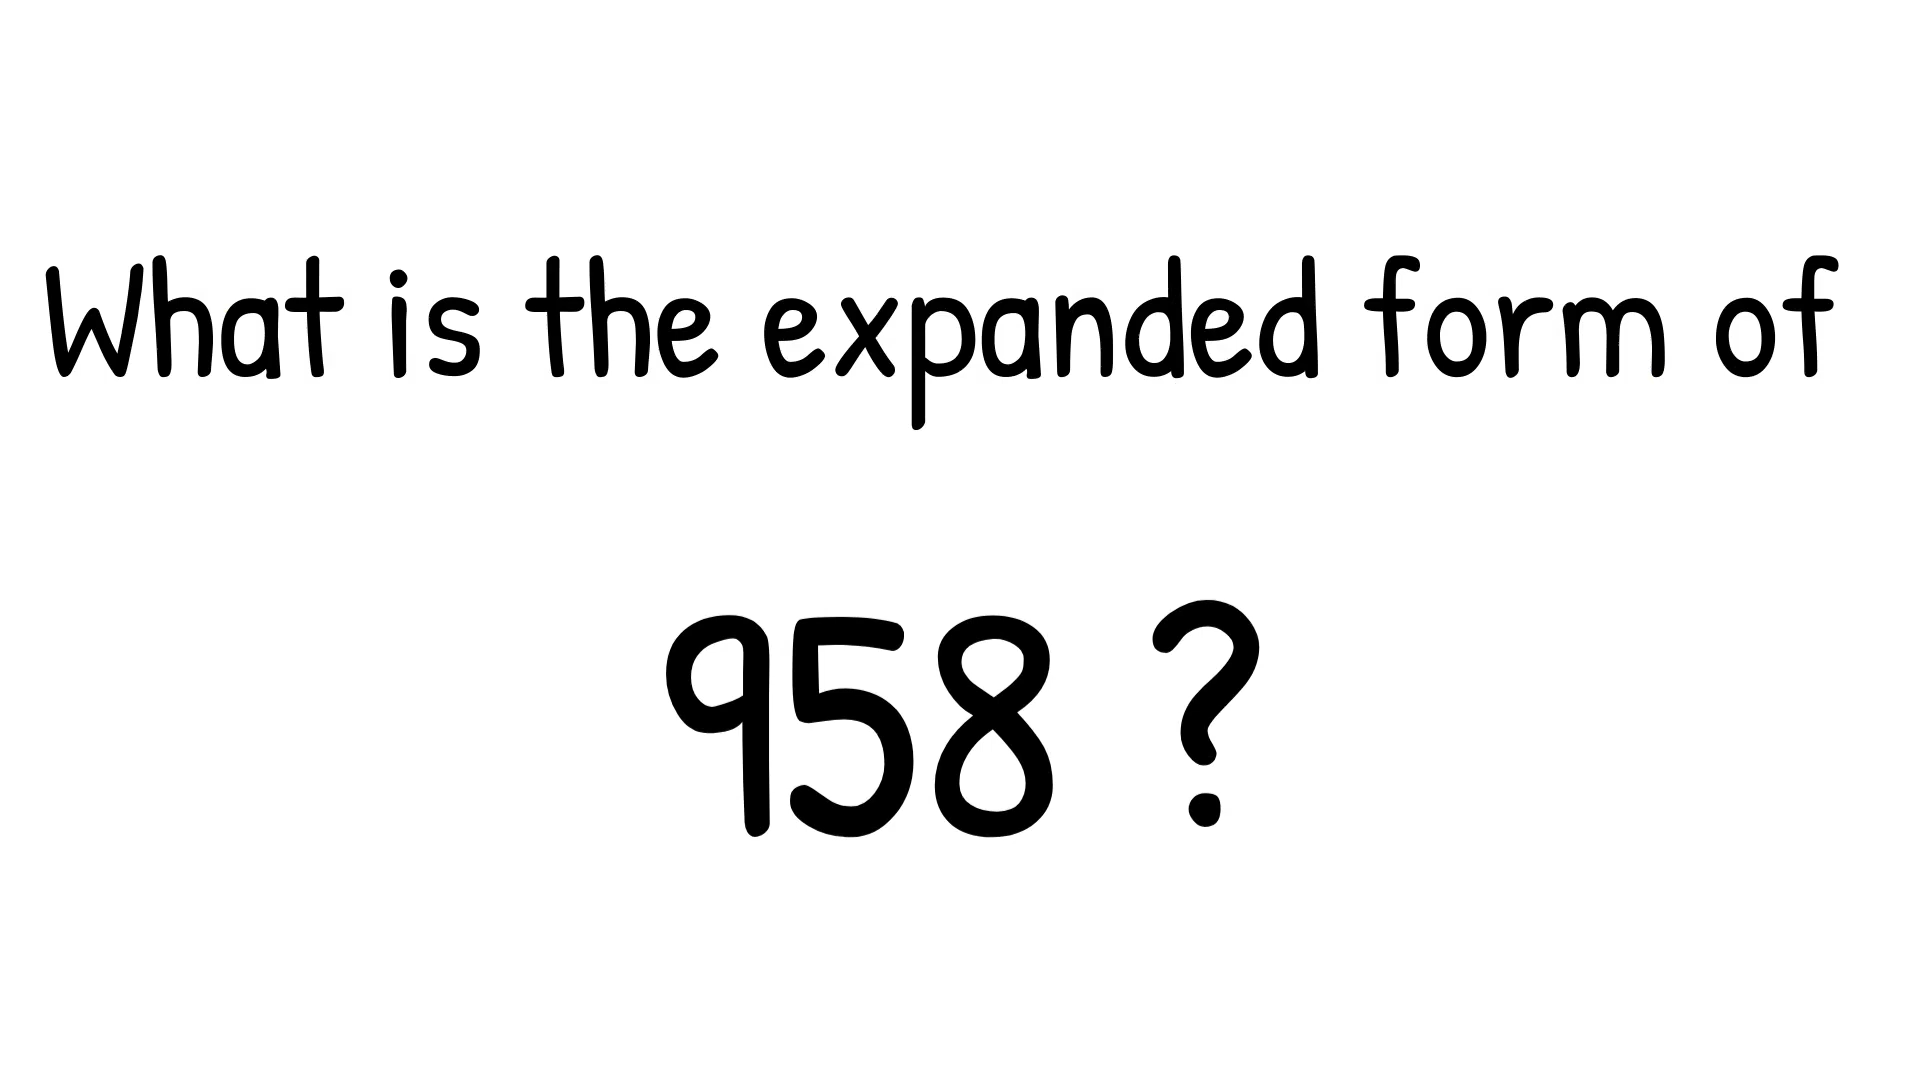 What is the expanded form of
958 ?